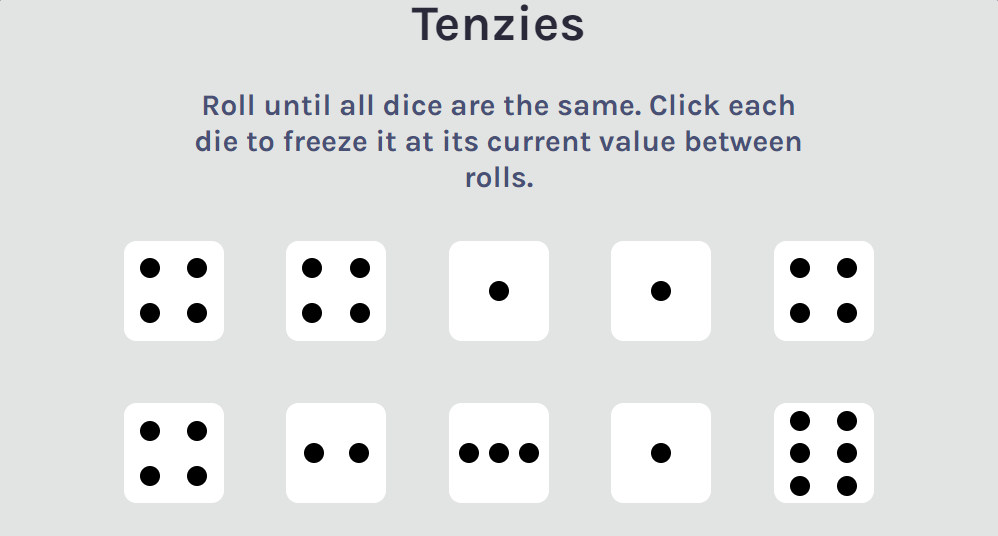 Tenzies
Roll until all dice are the same. Click each
die to freeze it at its current value between
rolls.